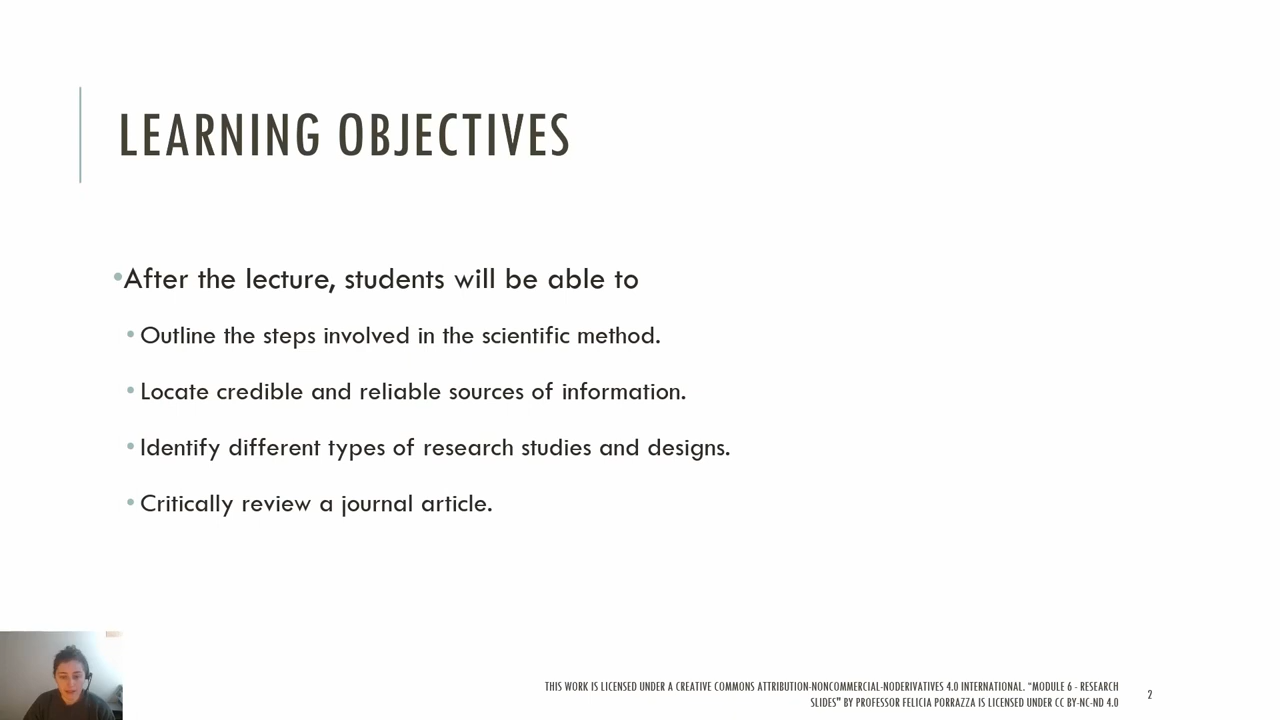 LEARNING OBJECTIVES
•After the lecture, students will be able to
• Outline the steps involved in the scientific method.
• Locate credible and reliable sources of information.
• Identify different types of research studies and designs.
• Critically review a journal article.
THIS WORK IS LICENSED UNDER A CREATIVE COMMONS ATTRIBUTION-NONCOMMERCIAL-NODERIVATIVES 4.0 INTERNATIONAL. "MODULE 6 - RESEARCH
SLIDES" BY PROFESSOR FELICIA PORRAZZA IS LICENSED UNDER CC BY-NC-ND 4.0
2